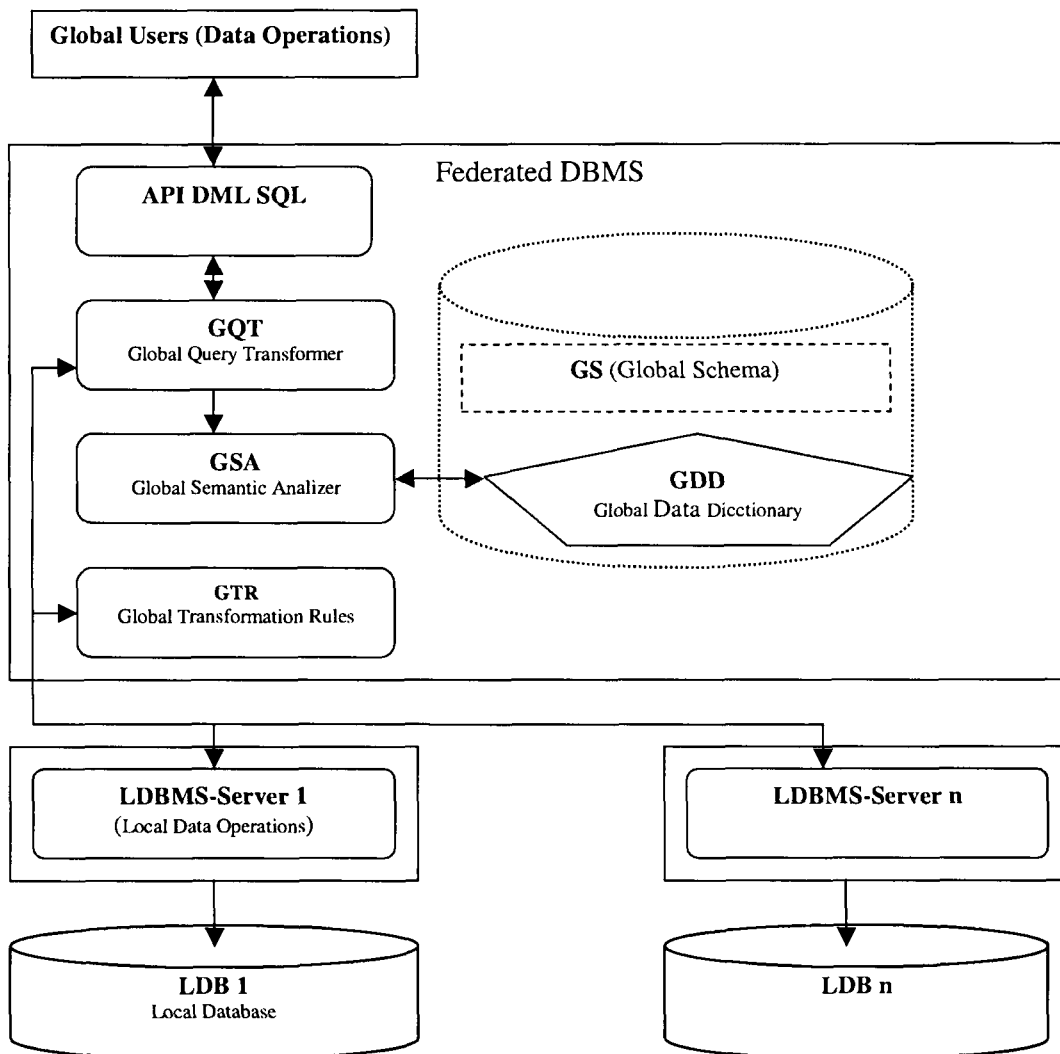 Global Users (Data Operations)
Federated DBMS
API DML SQL
GQT
Global Query Transformer
GS (Global Schema)
GSA
Global Semantic Analizer
GDD
Global Data Dicctionary
GTR
Global Transformation Rules
LDBMS-Server 1
(Local Data Operations)
LDBMS-Server n
LDB 1
Local Database
LDB n